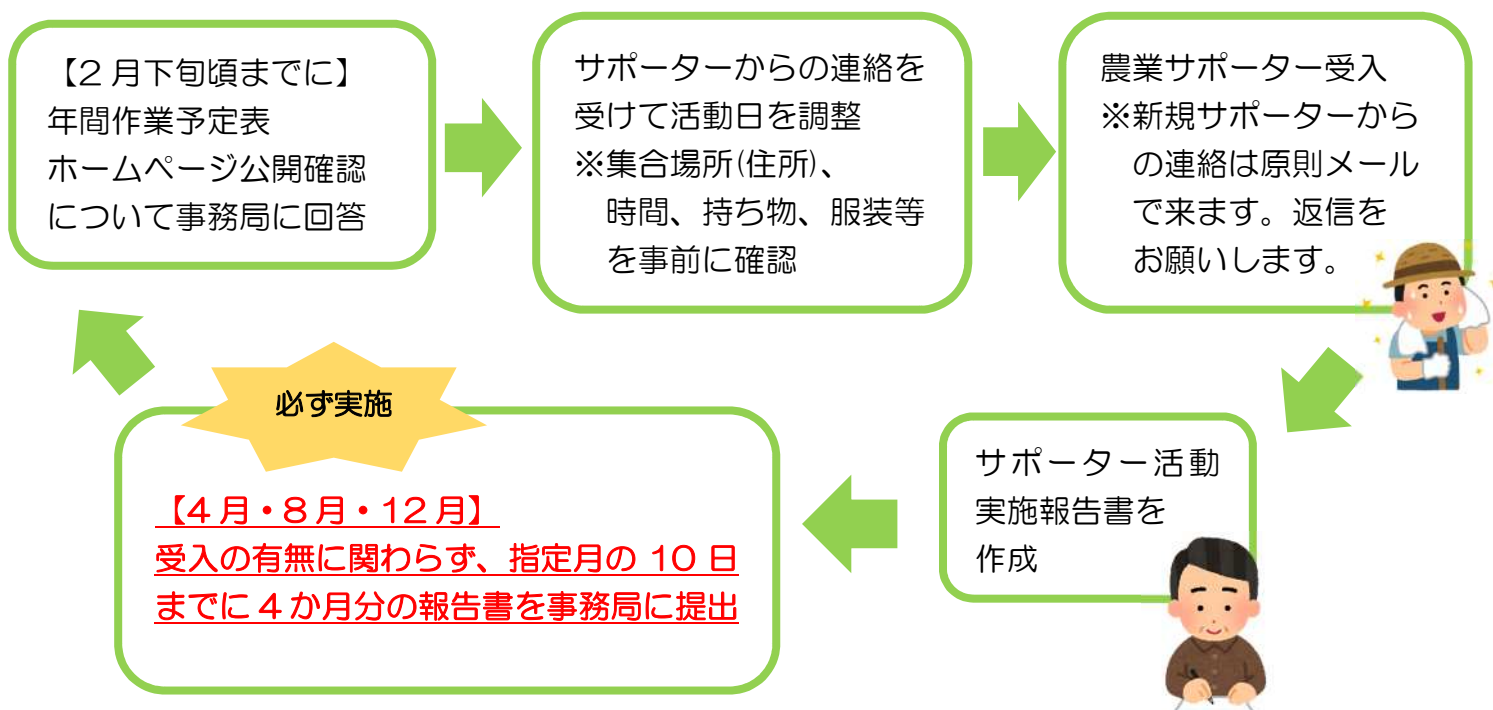 【2月下旬頃までに】
年間作業予定表
ホームページ公開確認
について事務局に回答
サポーターからの連絡を
受けて活動日を調整
※集合場所(住所)、
時間、持ち物、服装等
を事前に確認
農業サポーター受入
※新規サポーターから
の連絡は原則メール
で来ます。返信を
お願いします。
サポーター活動
実施報告書を
作成
必ず実施
【4月・8月・12月】
受入の有無に関わらず、指定月の 10 日
までに4か月分の報告書を事務局に提出